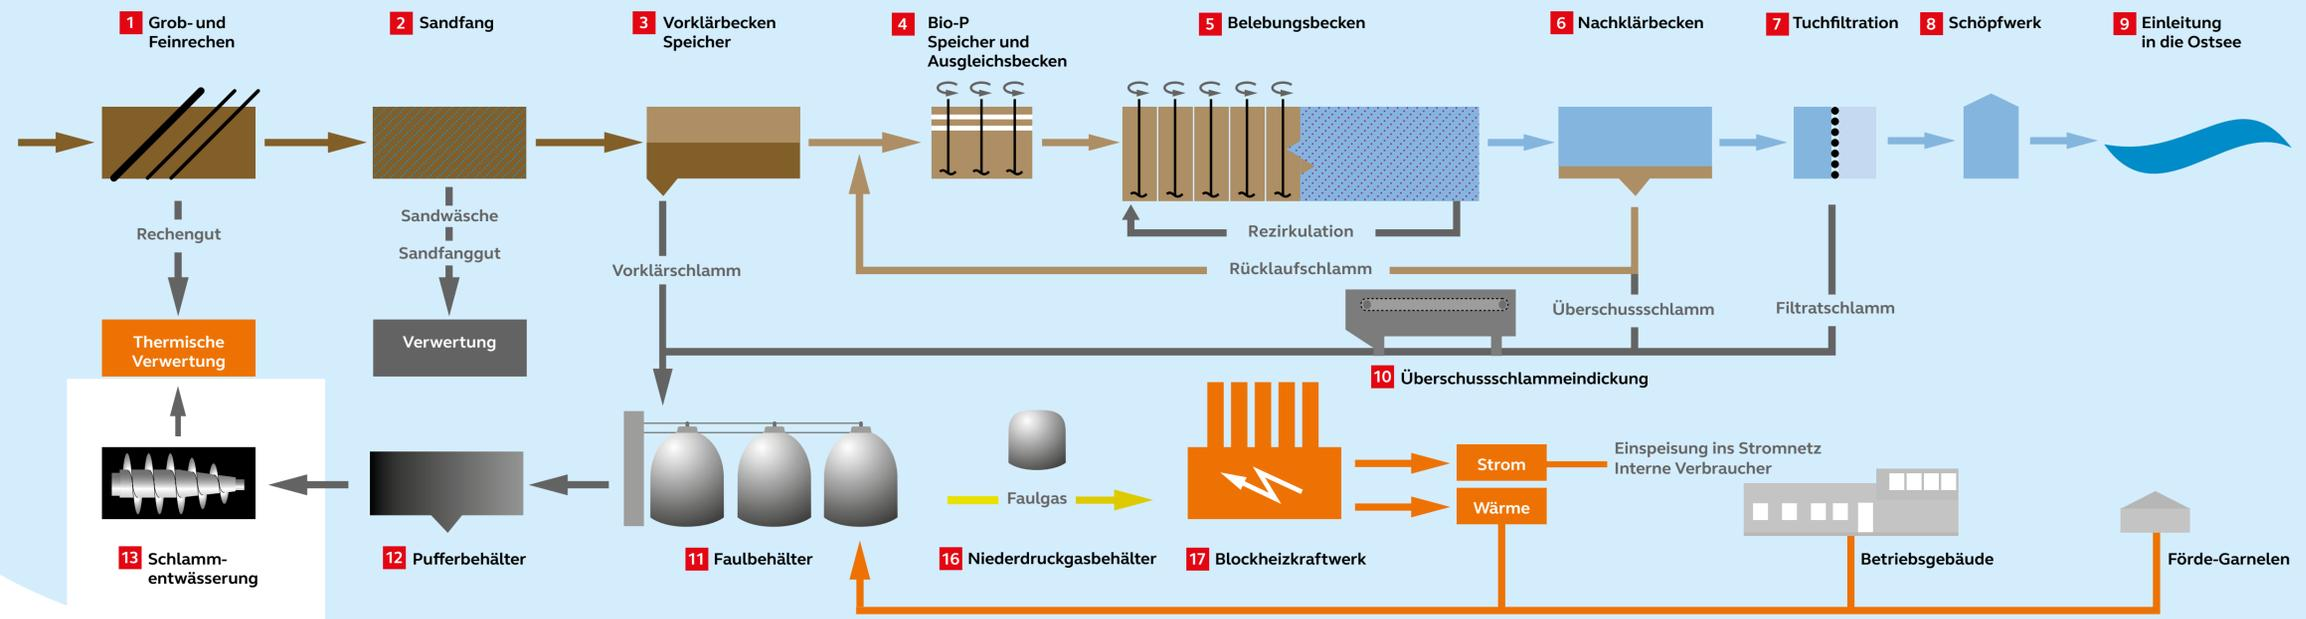 1 Grob- und
Feinrechen
2 Sandfang
3 Vorklärbecken
Speicher
4 Bio-P
Speicher und
Ausgleichsbecken
5 Belebungsbecken
6 Nachklärbecken
7 Tuchfiltration
8 Schöpfwerk
9 Einleitung
in die Ostsee
Rechengut
Sandwäsche
Sandfanggut
Vorklärschlamm
Rezirkulation
Rücklaufschlamm
Überschussschlamm
Filtratschlamm
Thermische
Verwertung
Verwertung
10 Überschussschlammeindickung
Faulgas
Strom
Wärme
Einspeisung ins Stromnetz
Interne Verbraucher
13 Schlamm-
entwässerung
12 Pufferbehälter
11 Faulbehälter
16 Niederdruckgasbehälter
17 Blockheizkraftwerk
Betriebsgebäude
Förde-Garnelen